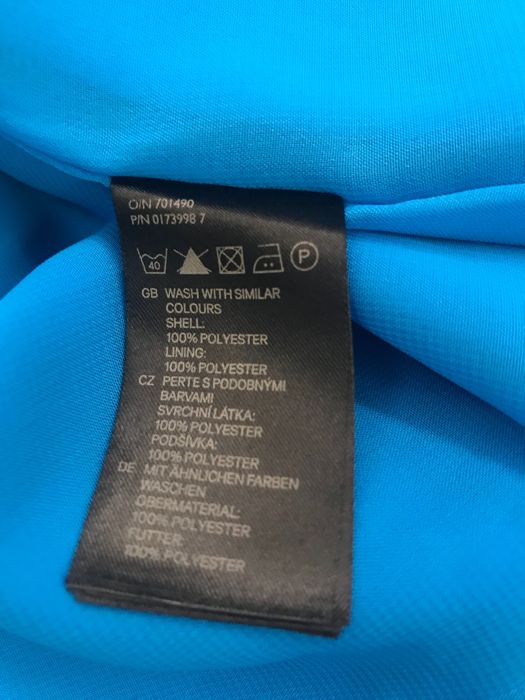 O/N 701490
P/N 0173998 7
40 P
GB WASH WITH SIMILAR
COLOURS
SHELL:
100% POLYESTER
LINING:
100% POLYESTER
CZ PERTE S PODOBNÝMI
BARVAMI
SVRCHNÍ LÁTKA:
100% POLYESTER
PODŠÍVKA:
100% POLYESTER
DE MIT ÄHNLICHEN FARBEN
WASCHEN
OBERMATERIAL:
100% POLYESTER
FUTTER:
100% POLYESTER